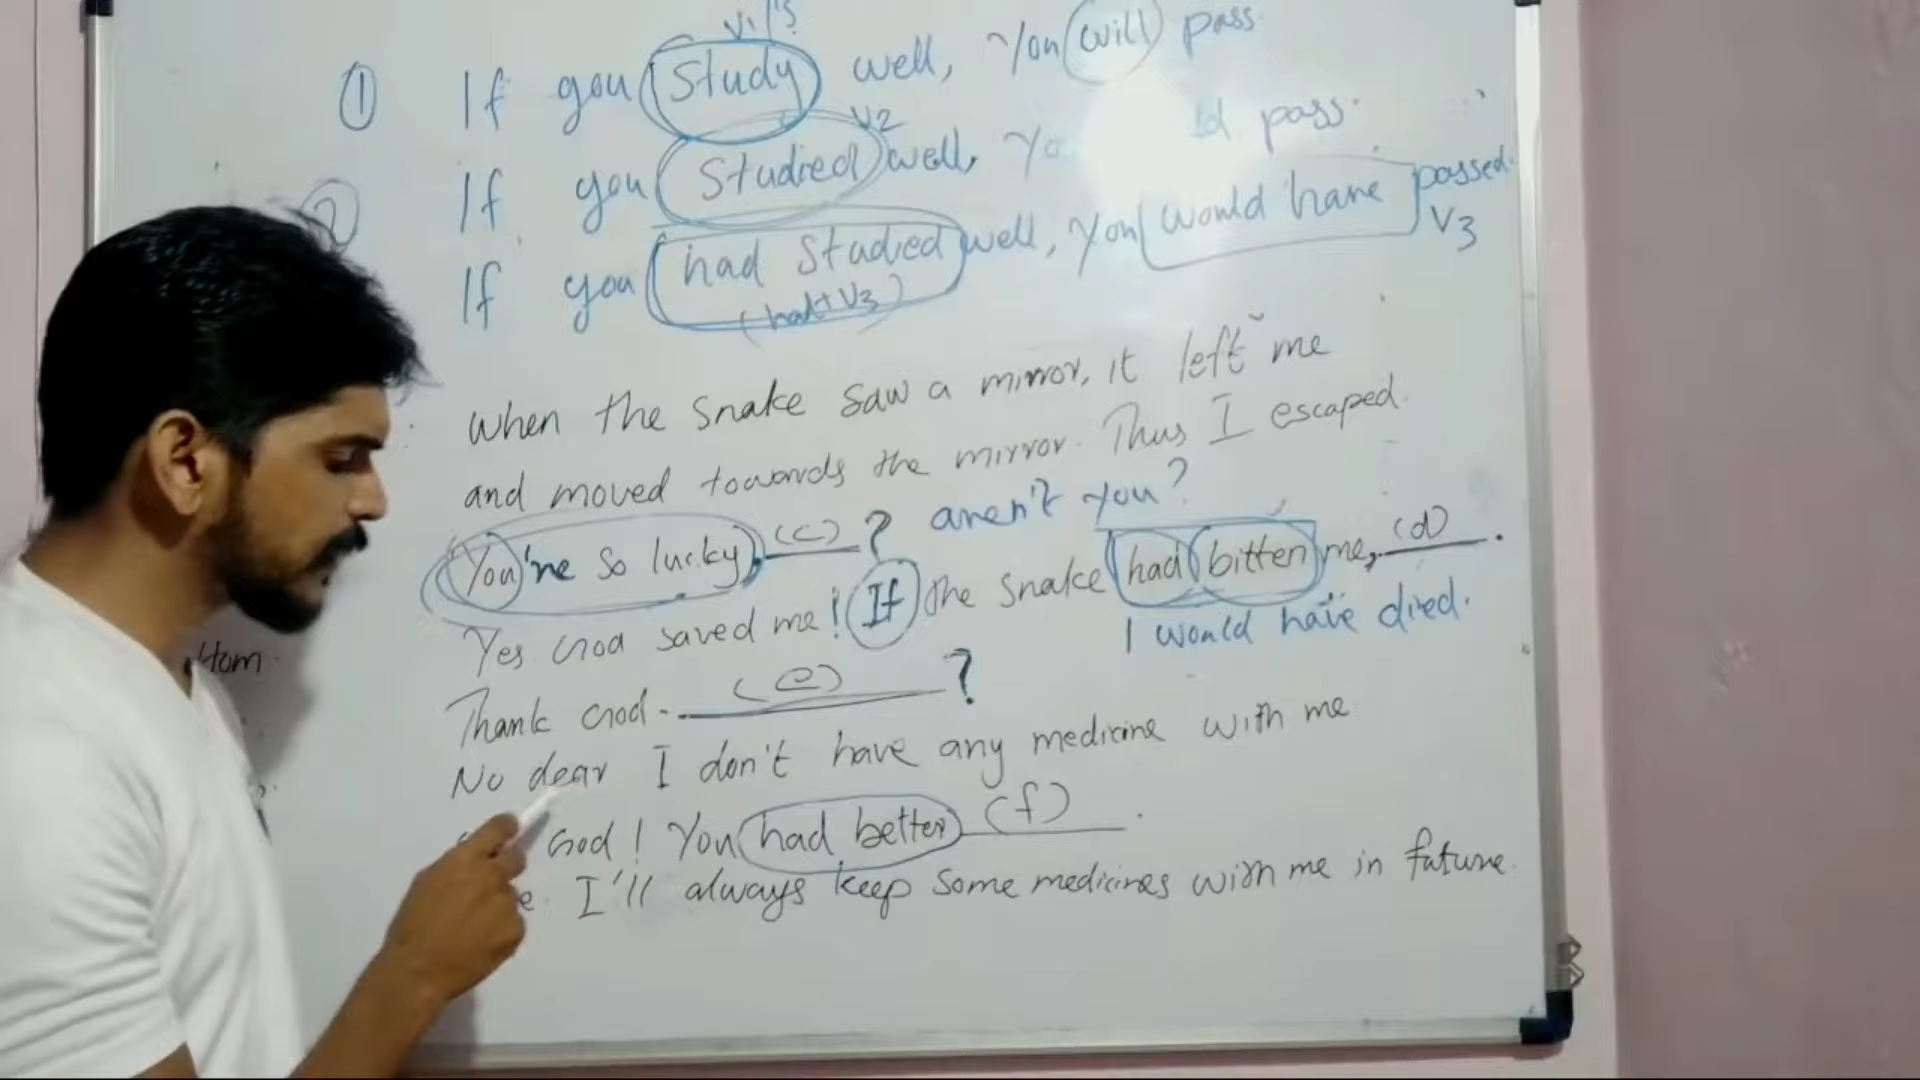 V1/s
① If you study well, You will pass
V2
② If you studied well, ld pass.
If you had studied well, You would have passed.
(had+V3) V3
When the snake saw a mirror, it left me
and moved towards the mirror. Thus I escaped.
You're so lucky, (c) ? aren't you?
Yes. God saved me! If the snake had bitten me, (d) .
I would have died.
Thank God. (e) ?
No dear I don't have any medicine with me
God! You had better (f) .
I'll always keep some medicines with me in future.